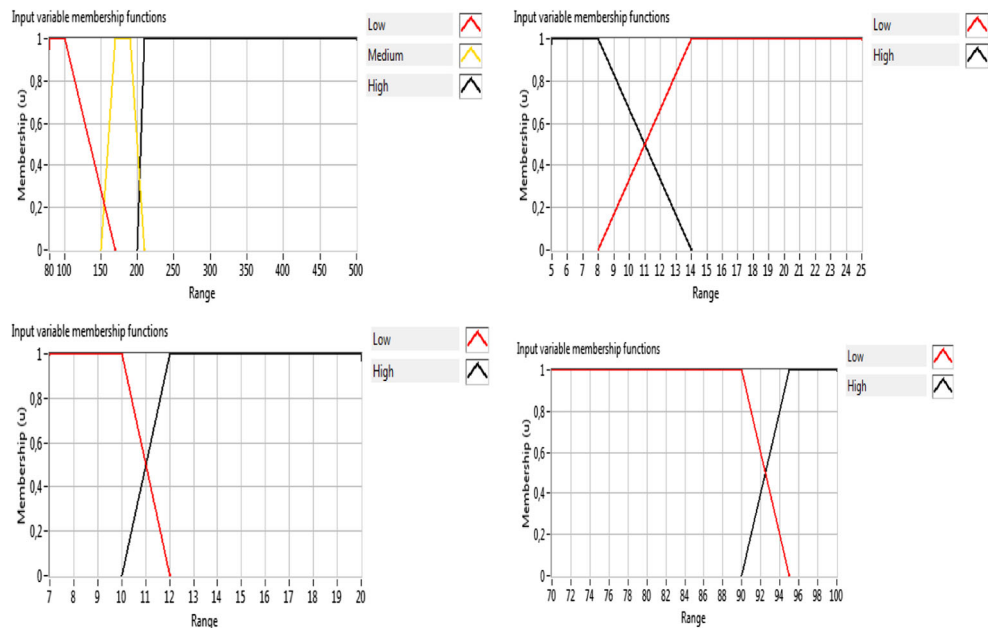 Input variable membership functions
Low
Medium
High
Membership (u)
1
0,8
0,6
0,4
0,2
0
80 100 150 200 250 300 350 400 450 500
Range
Input variable membership functions
Low
High
Membership (u)
1
0,8
0,6
0,4
0,2
0
5 6 7 8 9 10 11 12 13 14 15 16 17 18 19 20 21 22 23 24 25
Range
Input variable membership functions
Low
High
Membership (u)
1
0,8
0,6
0,4
0,2
0
7 8 9 10 11 12 13 14 15 16 17 18 19 20
Range
Input variable membership functions
Low
High
Membership (u)
1
0,8
0,6
0,4
0,2
0
70 72 74 76 78 80 82 84 86 88 90 92 94 96 98 100
Range